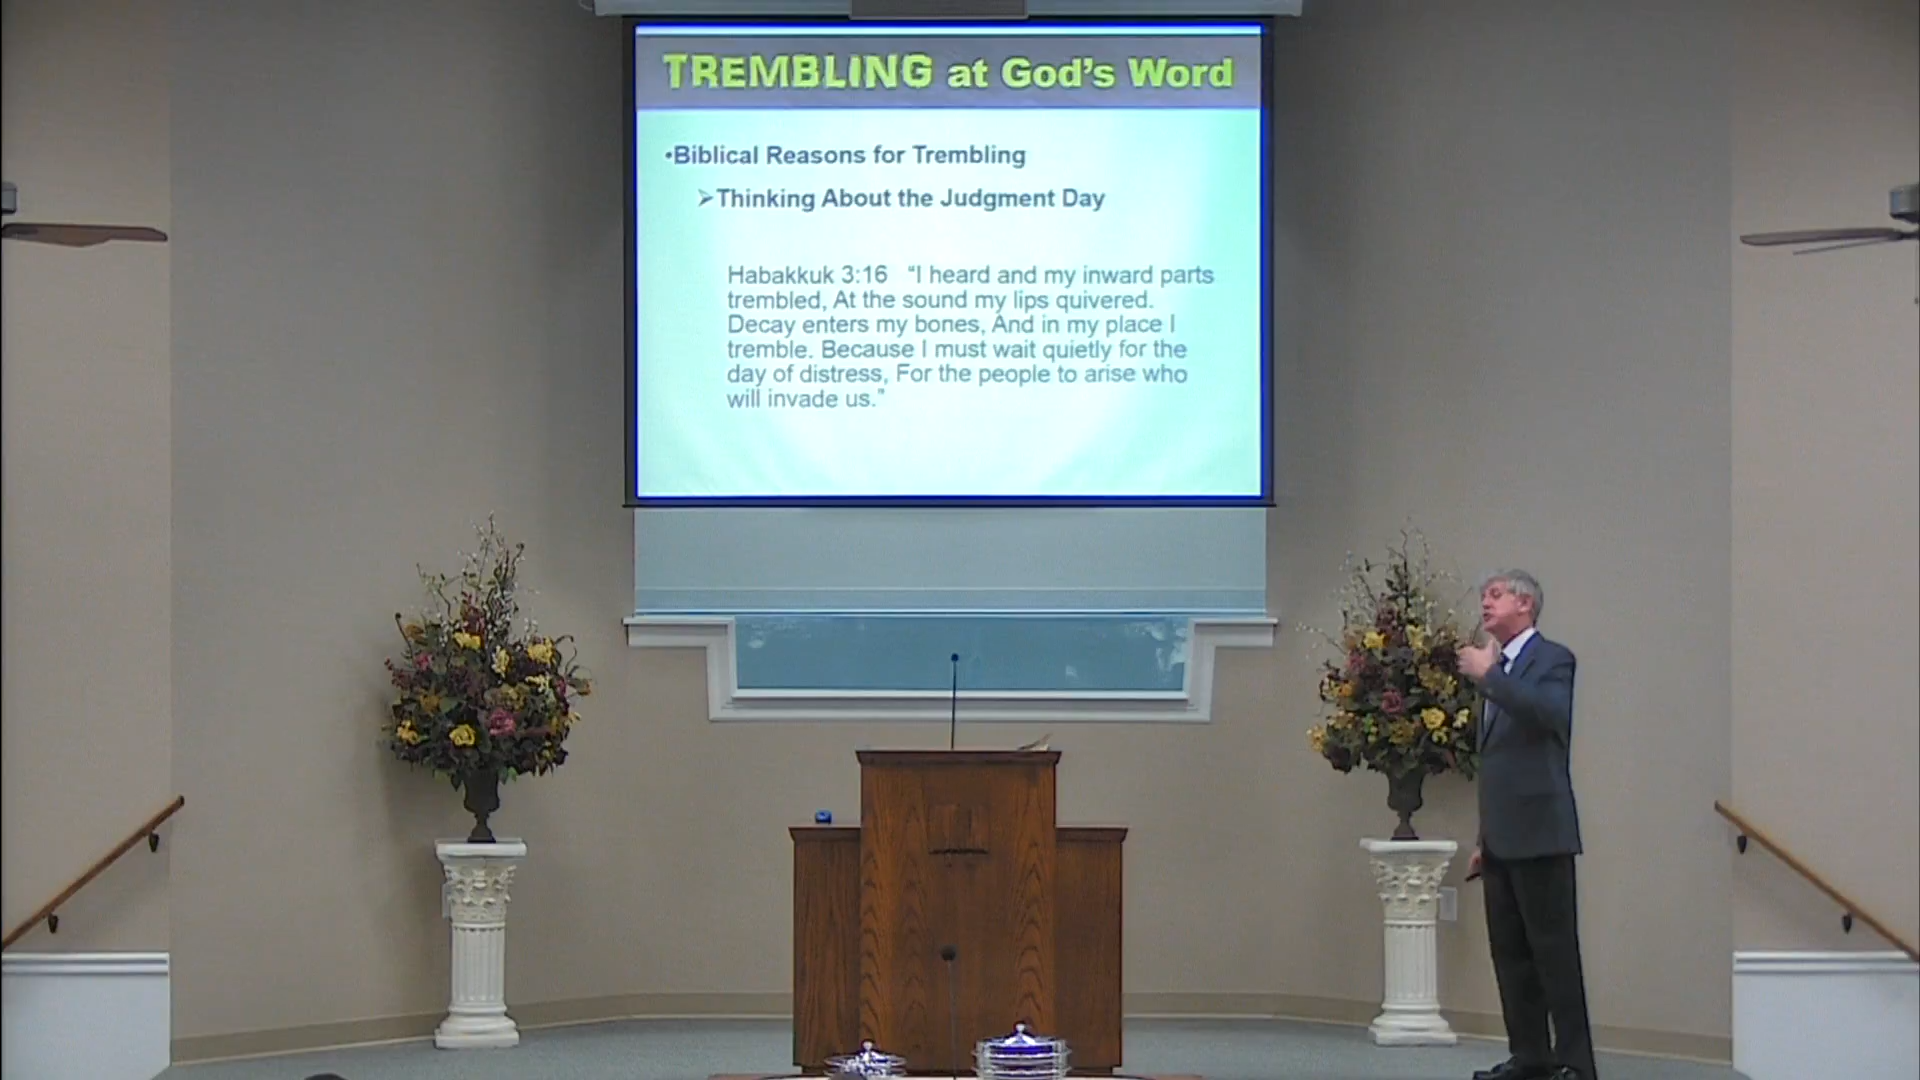 TREMBLING at God's Word
•Biblical Reasons for Trembling
➢Thinking About the Judgment Day
Habakkuk 3:16 “I heard and my inward parts
trembled, At the sound my lips quivered.
Decay enters my bones, And in my place I
tremble. Because I must wait quietly for the
day of distress, For the people to arise who
will invade us.”